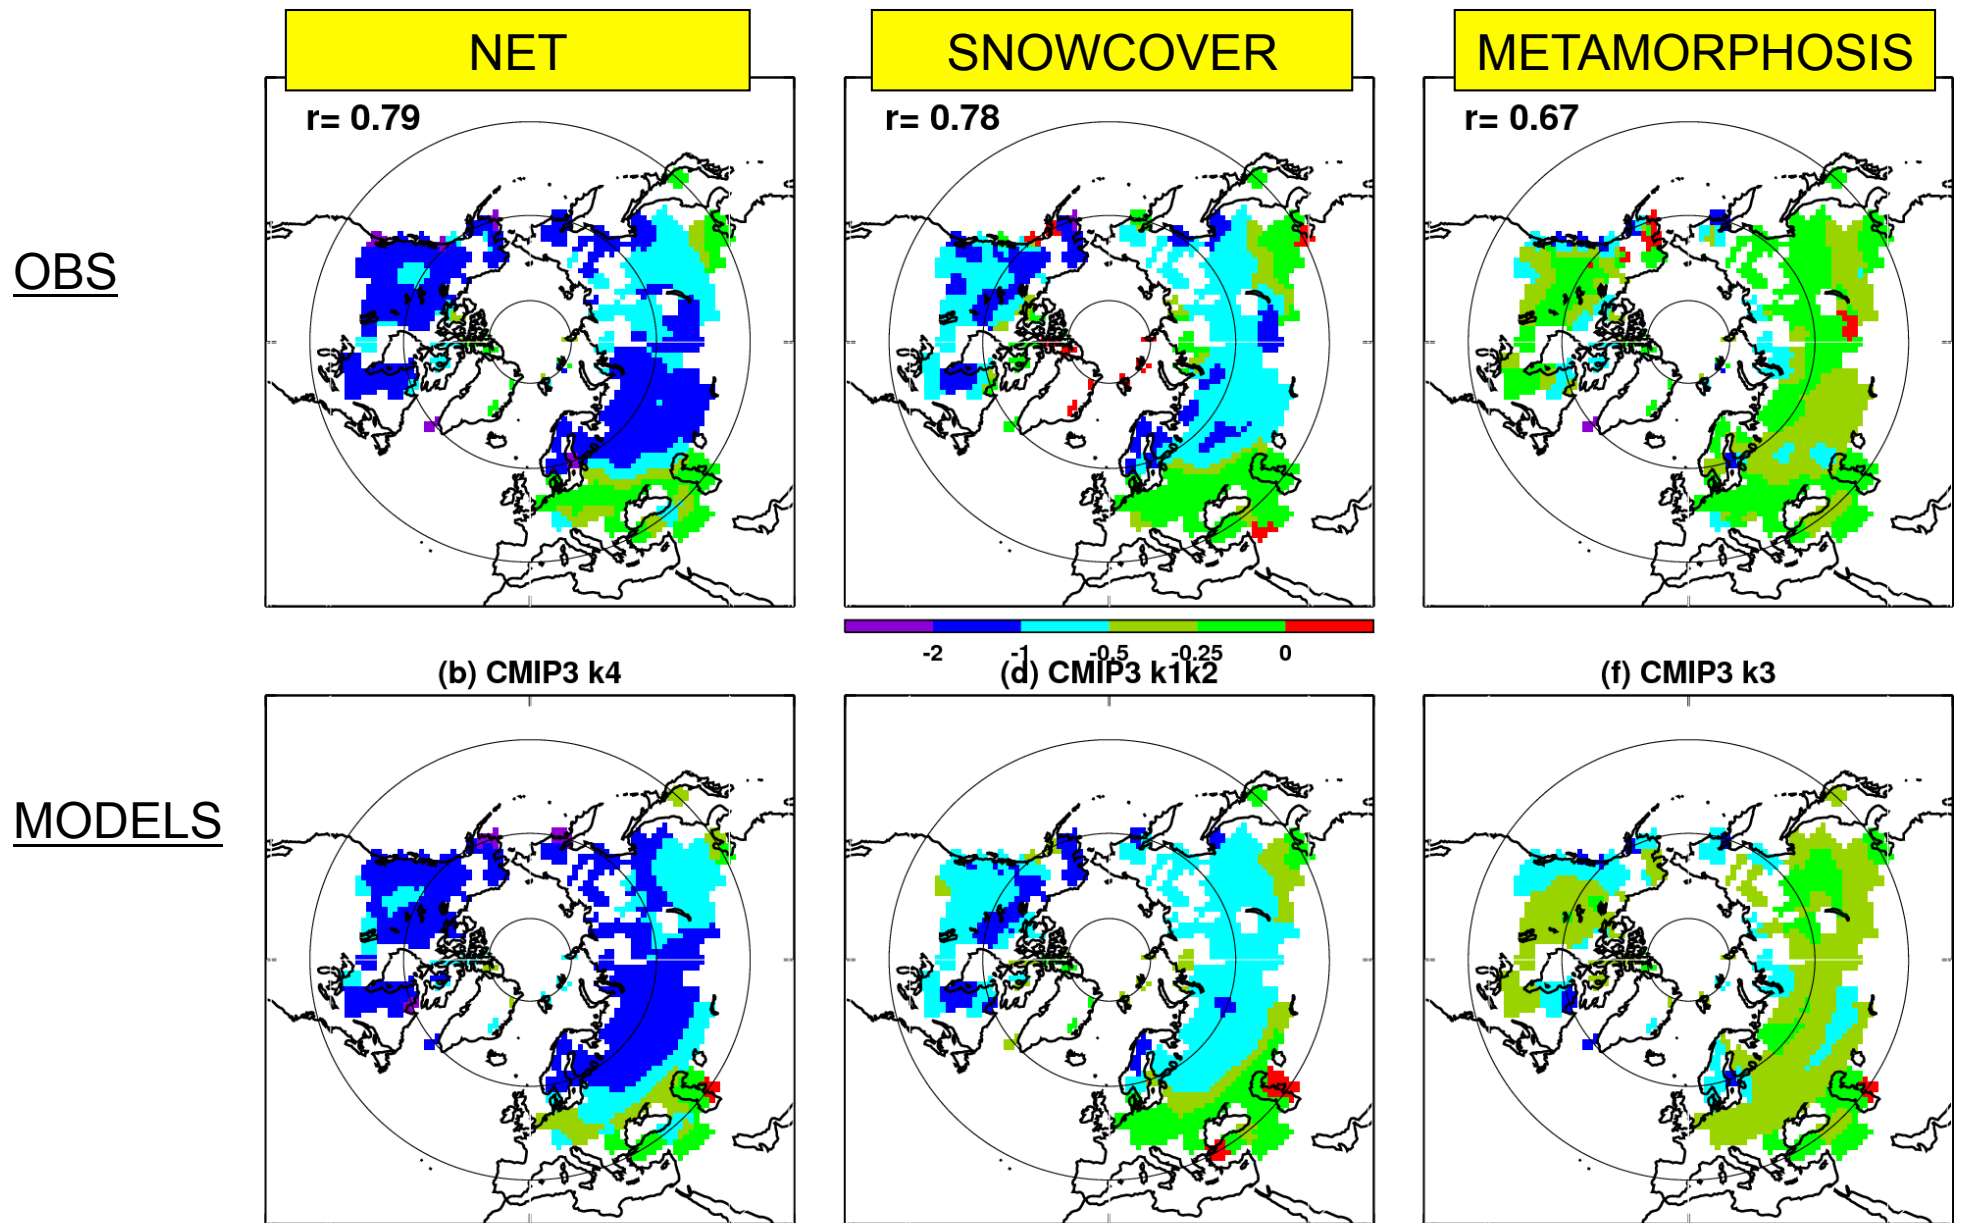 NET
SNOWCOVER
METAMORPHOSIS
r= 0.79
r= 0.78
r= 0.67
OBS
-2 -1 -0.5 -0.25 0
(b) CMIP3 k4
(d) CMIP3 k1k2
(f) CMIP3 k3
MODELS